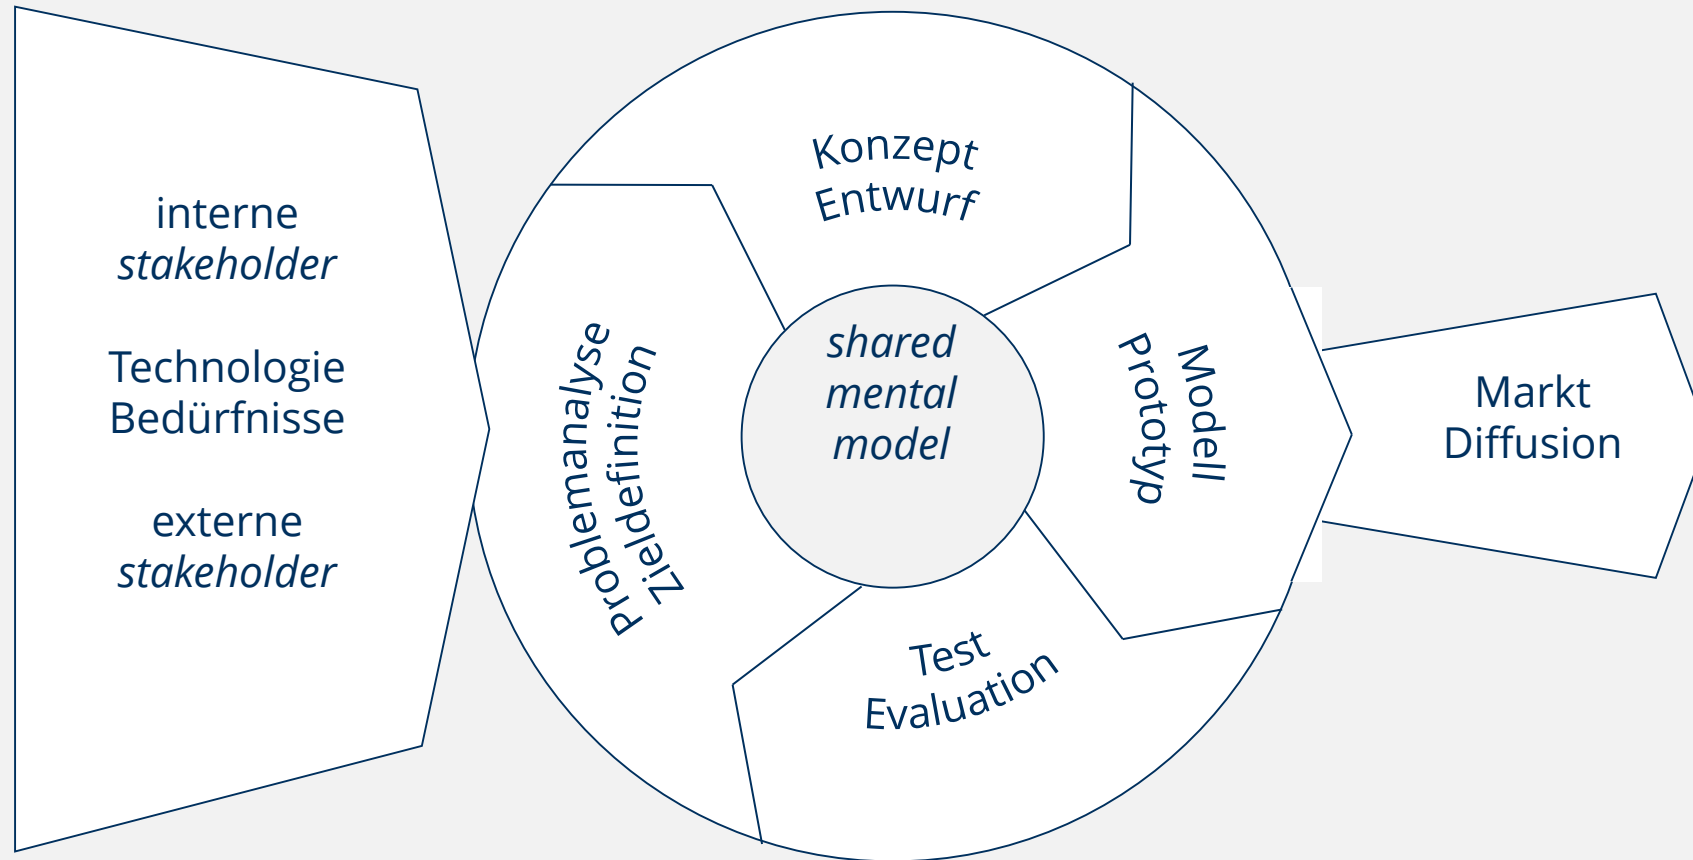 interne
stakeholder
Technologie
Bedürfnisse
externe
stakeholder
Problemanalyse
Zieldefinition
Konzept
Entwurf
shared
mental
model
Modell
Prototyp
Test
Evaluation
Markt
Diffusion